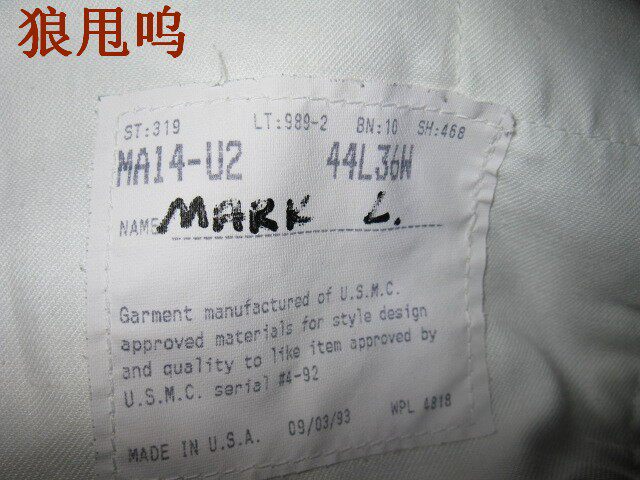 狼甩呜
ST:319 LT:989-2 BN:10 SH:468
MA14-U2 44L36W
NAME MARK L.
Garment manufactured of U.S.M.C.
approved materials for style design
and quality to like item approved by
U.S.M.C. serial #4-92
MADE IN U.S.A. 09/03/93 WPL 4818